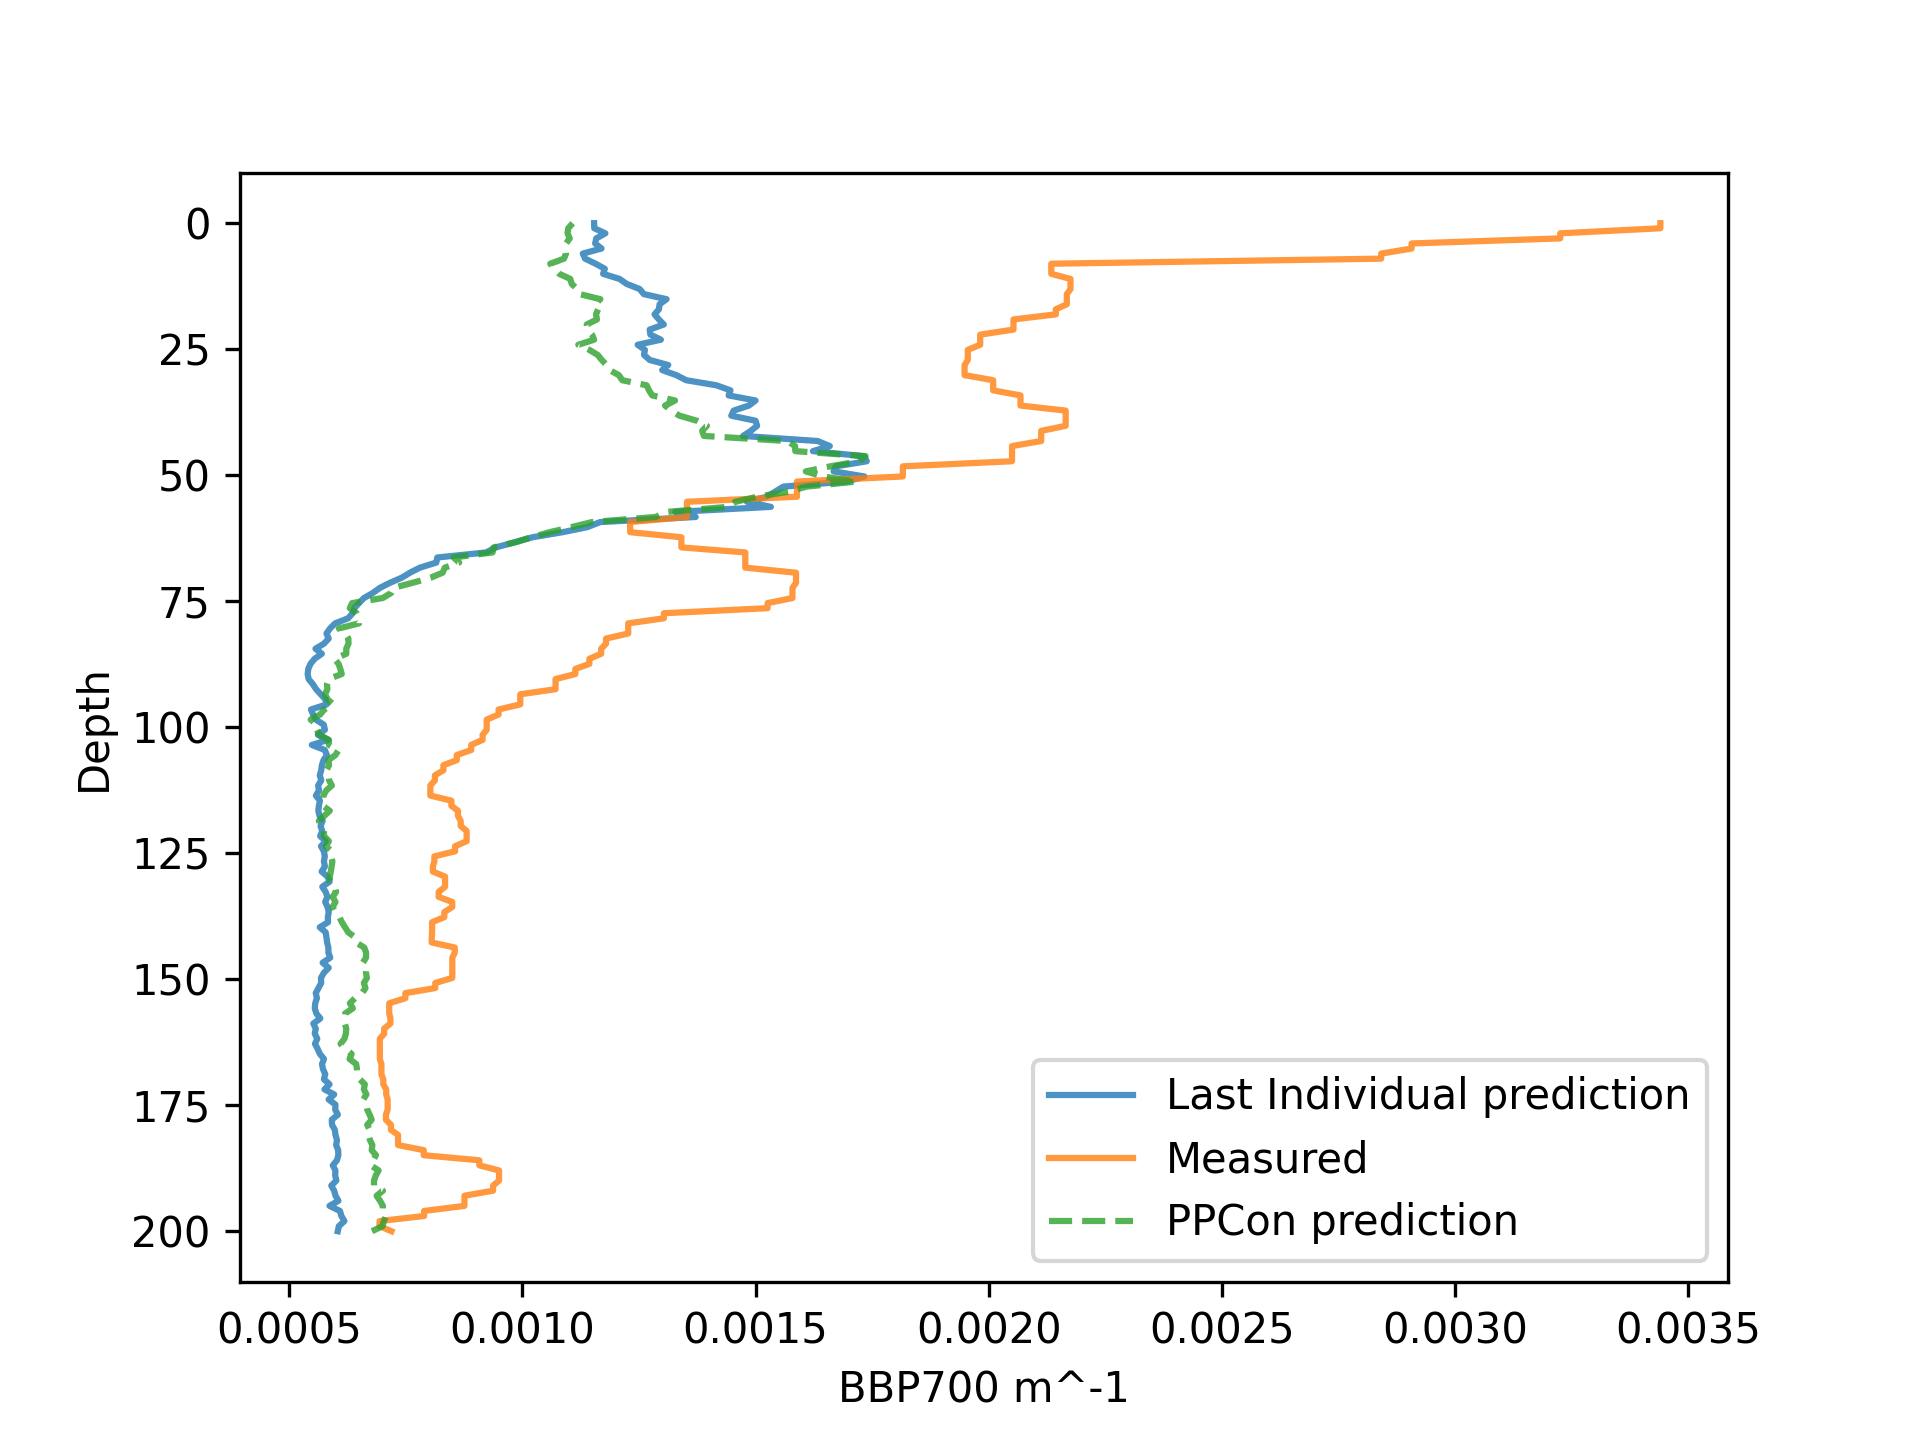 0
25
50
75
100
125
150
175
200
Depth
0.0005 0.0010 0.0015 0.0020 0.0025 0.0030 0.0035
BBP700 m^-1
Last Individual prediction
Measured
PPCon prediction